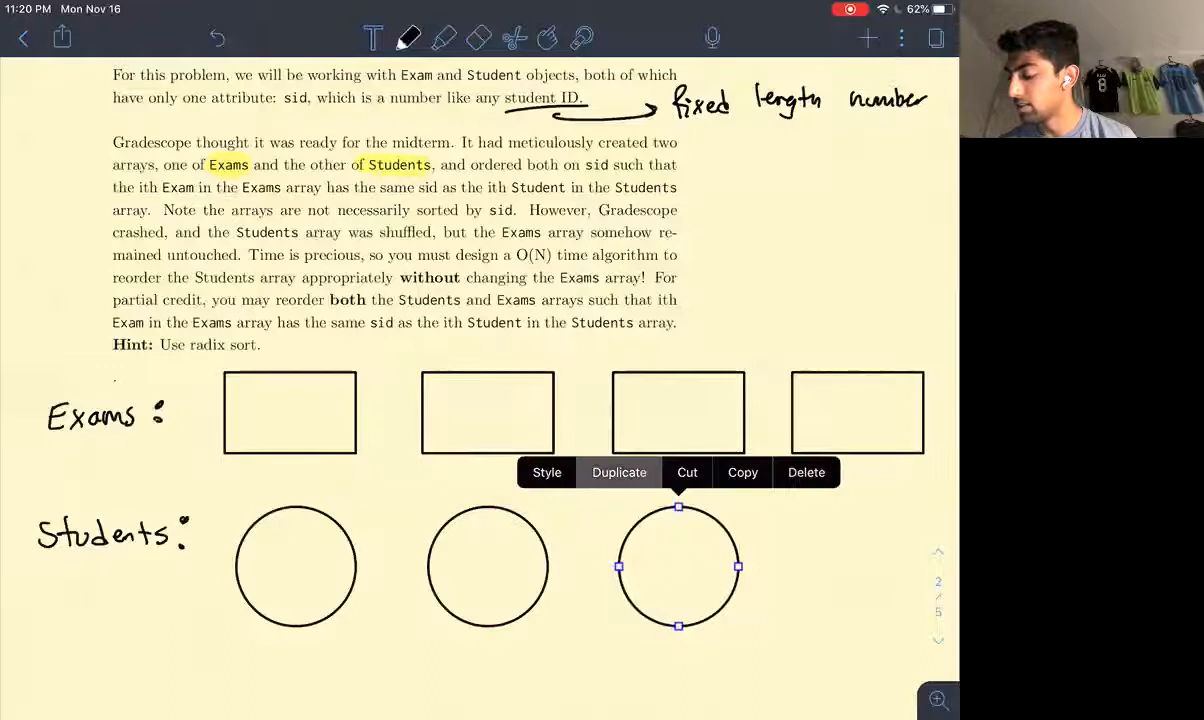 11:20 PM Mon Nov 16
62%
For this problem, we will be working with Exam and Student objects, both of which
have only one attribute: sid, which is a number like any student ID.
fixed length number
Gradescope thought it was ready for the midterm. It had meticulously created two
arrays, one of Exams and the other of Students, and ordered both on sid such that
the ith Exam in the Exams array has the same sid as the ith Student in the Students
array. Note the arrays are not necessarily sorted by sid. However, Gradescope
crashed, and the Students array was shuffled, but the Exams array somehow re-
mained untouched. Time is precious, so you must design a O(N) time algorithm to
reorder the Students array appropriately without changing the Exams array! For
partial credit, you may reorder both the Students and Exams arrays such that ith
Exam in the Exams array has the same sid as the ith Student in the Students array.
Hint: Use radix sort.
Exams :
Style Duplicate Cut Copy Delete
Students :
2
/
5
8